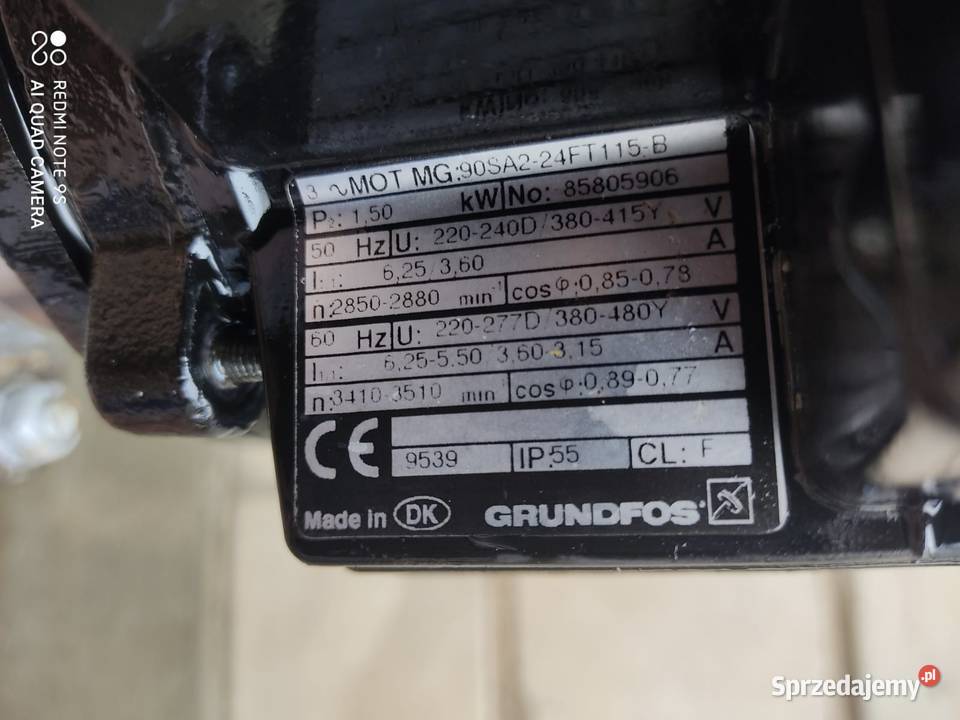 3 ~ MOT MG: 90SA2-24FT115-B
P₂: 1,50 kW No: 85805906
50 Hz U: 220-240D/380-415Y V
I₁/₁: 6,25/3,60 A
n: 2850-2880 min⁻¹ cos φ: 0,85-0,78
60 Hz U: 220-277D/380-480Y V
I₁/₁: 6,25-5,50 3,60-3,15 A
n: 3410-3510 min cos φ: 0,89-0,77
CE
9539 IP: 55 CL: F
Made in DK GRUNDFOS
REDMI NOTE 9S
AI QUAD CAMERA
Sprzedajemy.pl